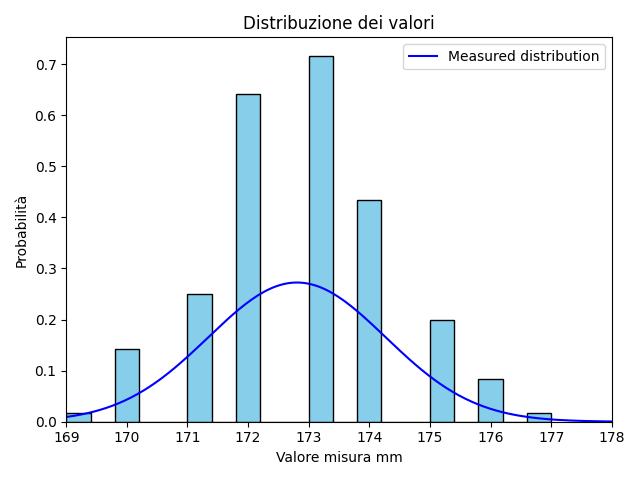 Distribuzione dei valori
Measured distribution
Probabilità
0.7
0.6
0.5
0.4
0.3
0.2
0.1
0.0
169 170 171 172 173 174 175 176 177 178
Valore misura mm